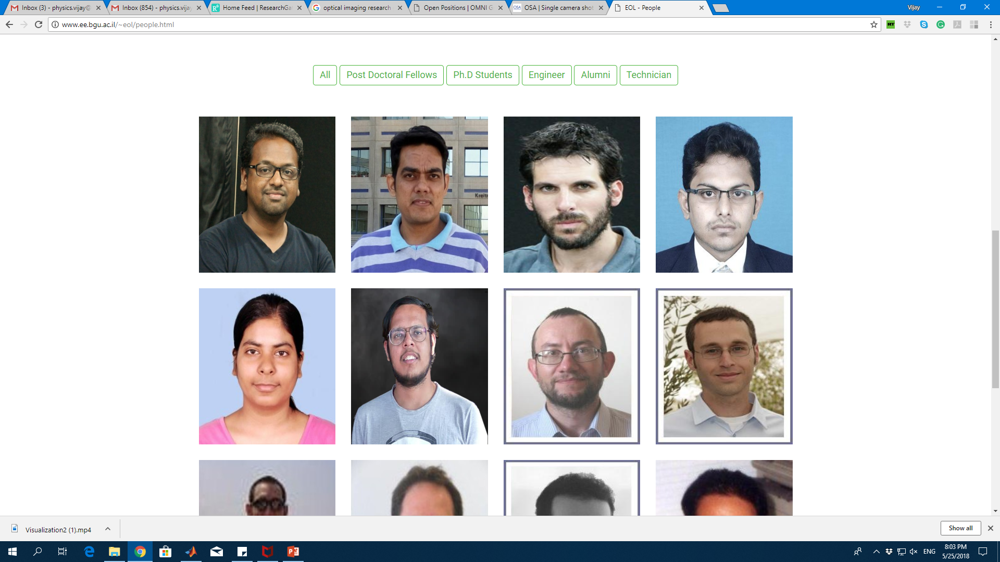 Inbox (3) - physics.vijay@
Inbox (854) - physics.vijay
Home Feed | ResearchGa
optical imaging research
Open Positions | OMNI G
OSA | Single camera shot
EOL - People
Vijay
www.ee.bgu.ac.il/~eol/people.html
RT
All
Post Doctoral Fellows
Ph.D Students
Engineer
Alumni
Technician
Visualization2 (1).mp4
Show all
ENG
8:03 PM
5/25/2018